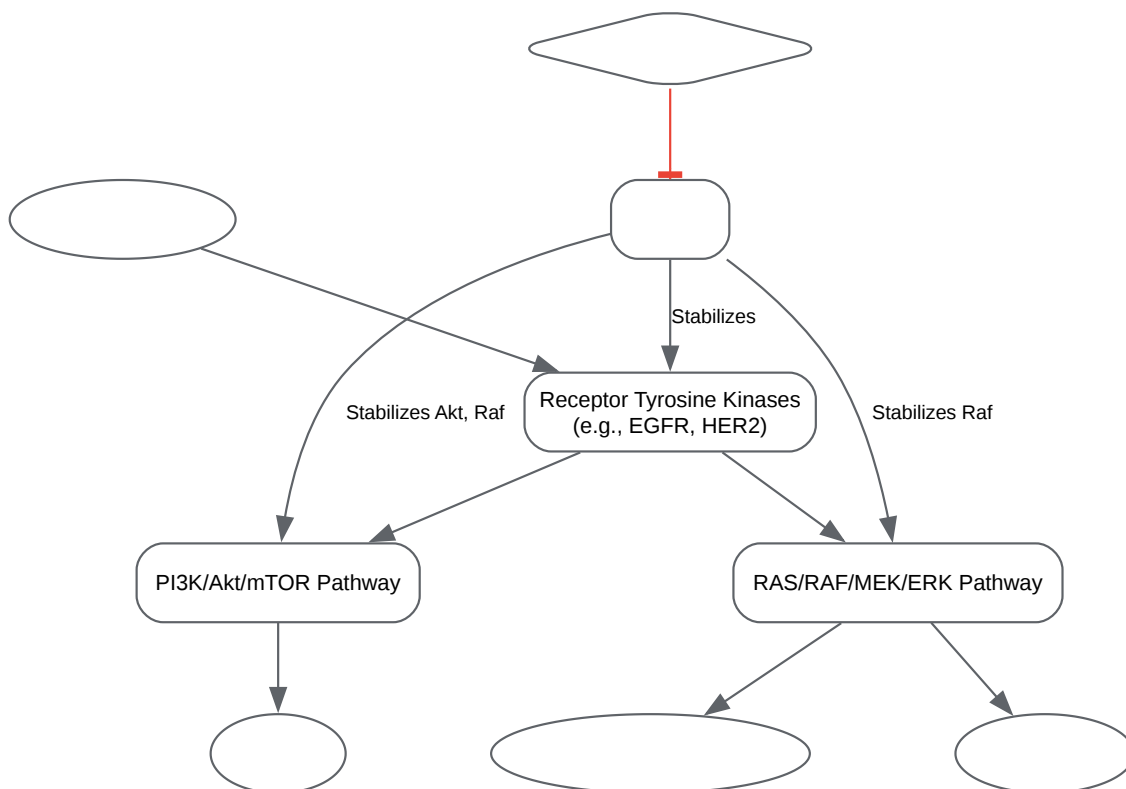 Stabilizes
Receptor Tyrosine Kinases
(e.g., EGFR, HER2)
Stabilizes Akt, Raf
Stabilizes Raf
PI3K/Akt/mTOR Pathway
RAS/RAF/MEK/ERK Pathway